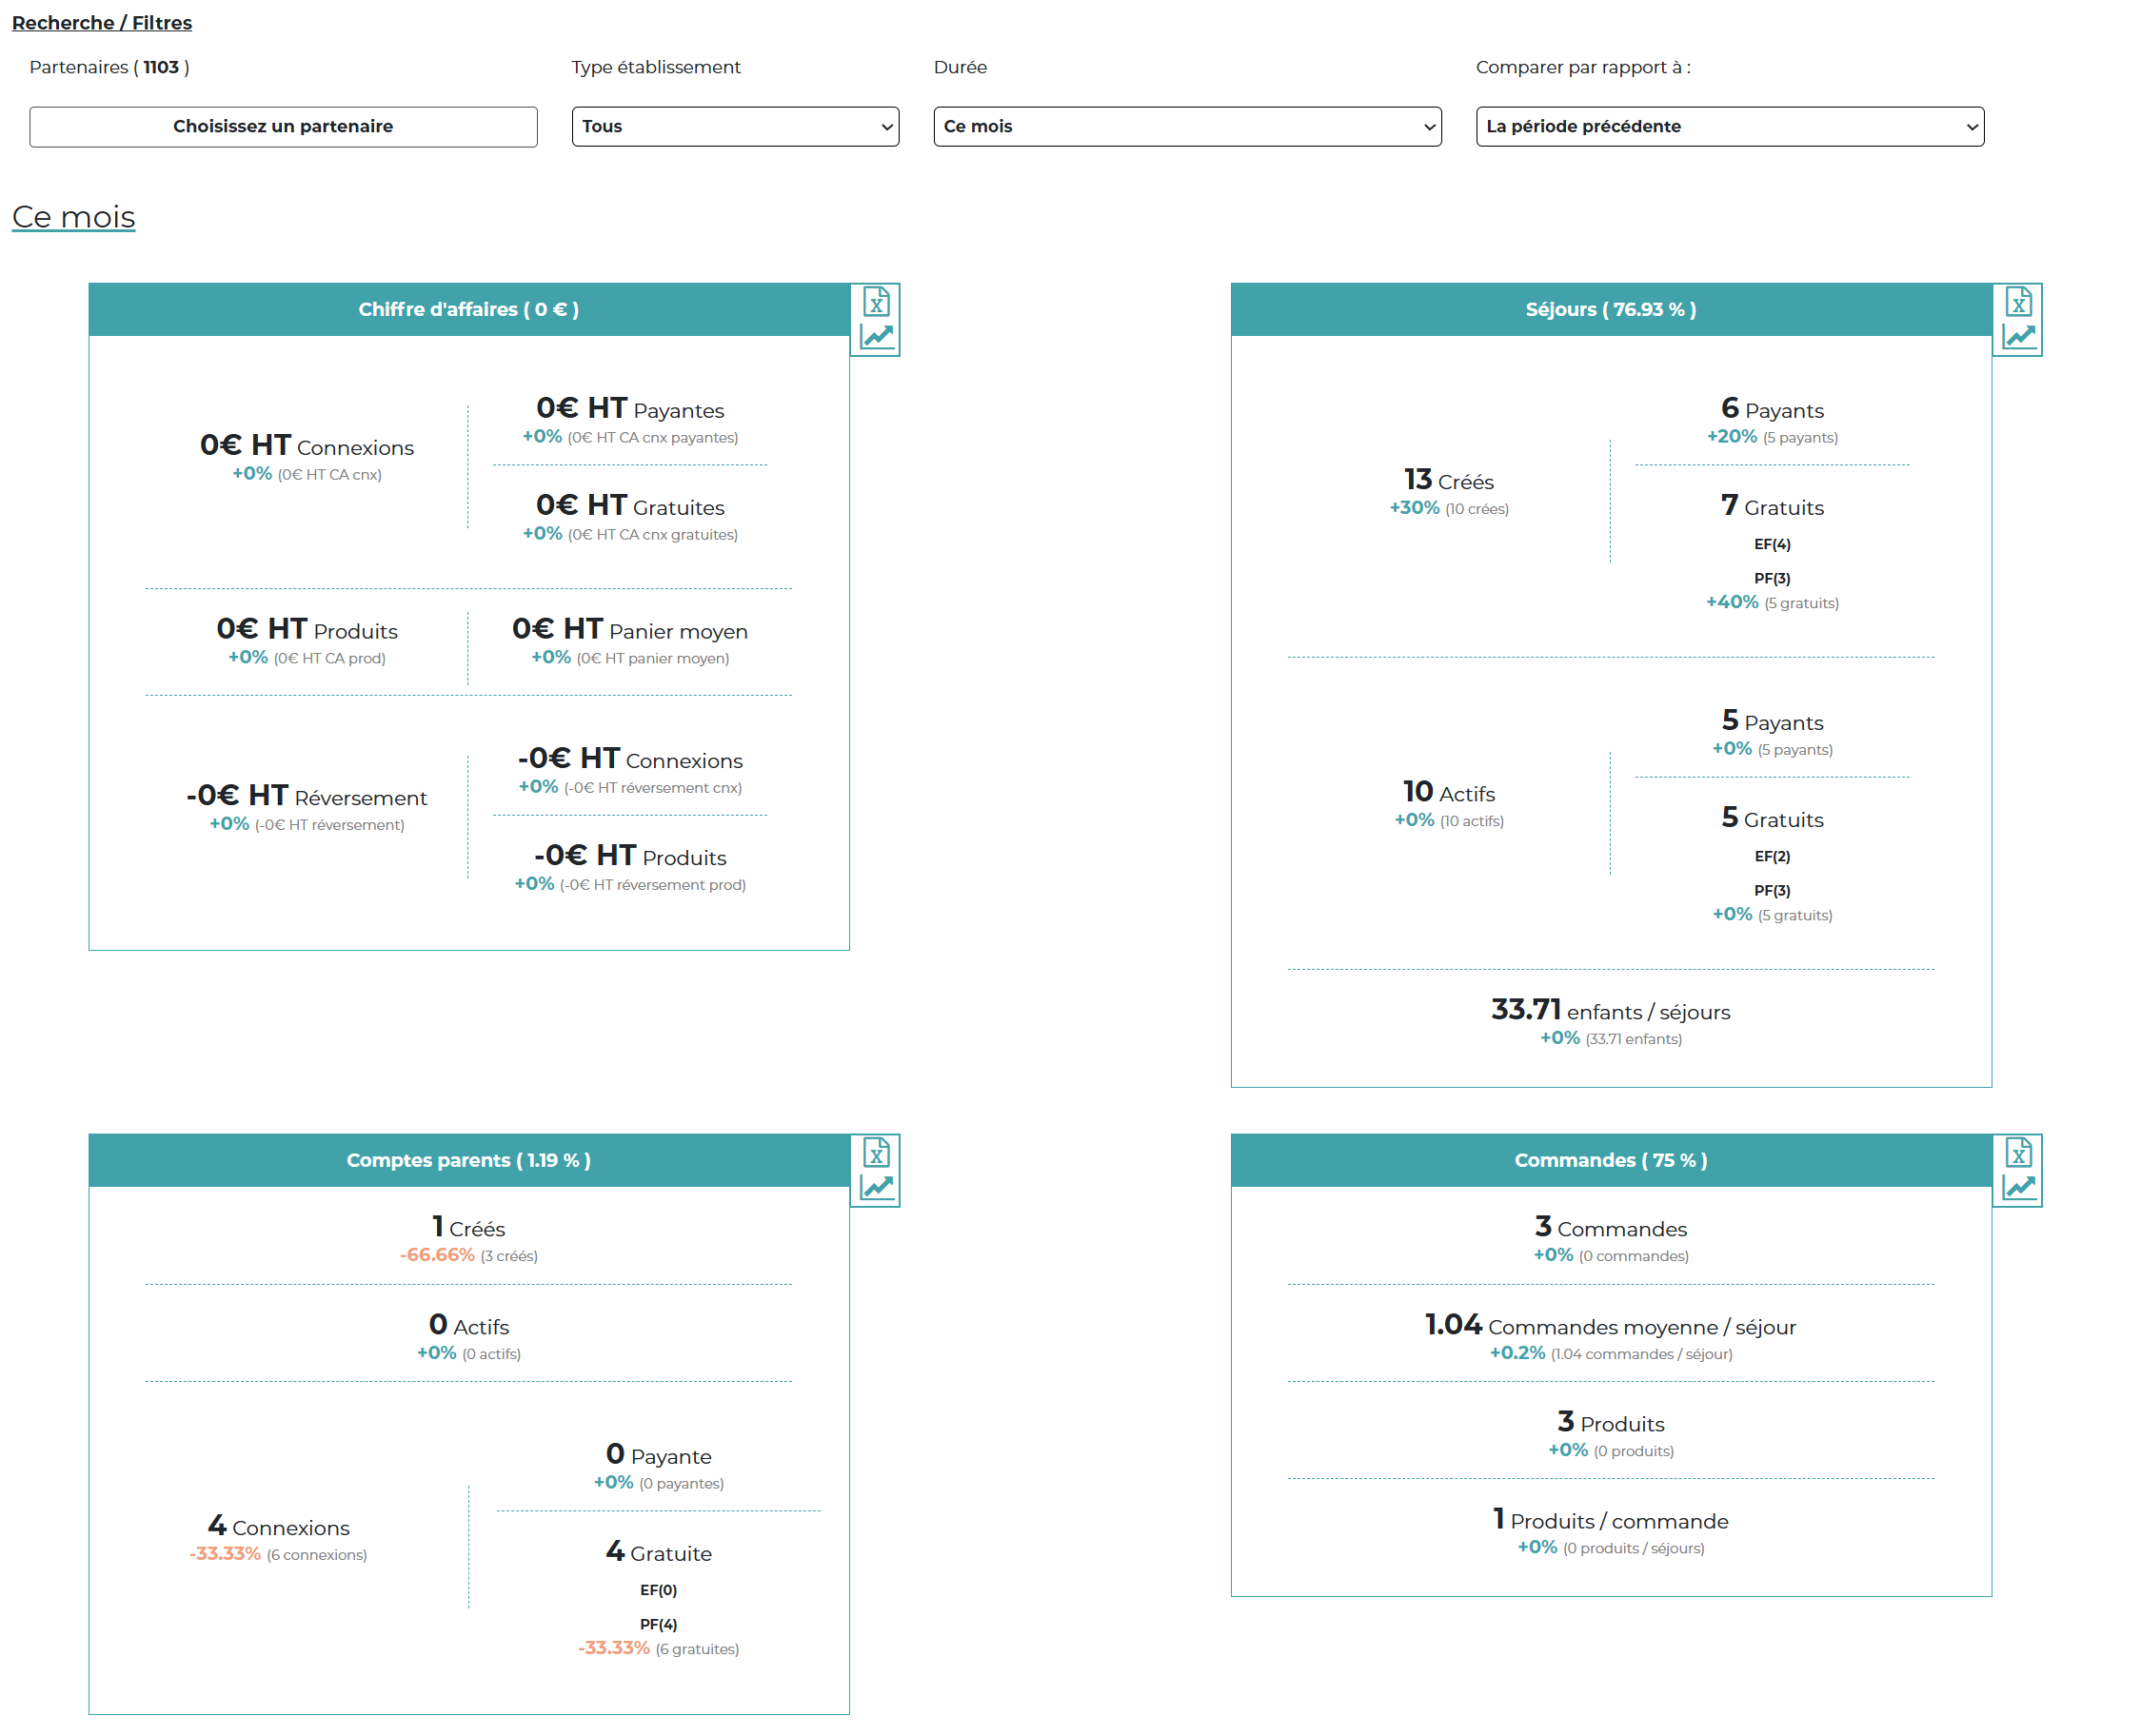 Recherche / Filtres
Partenaires ( 1103 )
Choisissez un partenaire
Type établissement
Tous
Durée
Ce mois
Comparer par rapport à :
La période précédente
Ce mois
Chiffre d'affaires ( 0 € )
0€ HT Connexions
+0% (0€ HT CA cnx)
0€ HT Payantes
+0% (0€ HT CA cnx payantes)
0€ HT Gratuites
+0% (0€ HT CA cnx gratuites)
0€ HT Produits
+0% (0€ HT CA prod)
0€ HT Panier moyen
+0% (0€ HT panier moyen)
-0€ HT Réversement
+0% (-0€ HT réversement)
-0€ HT Connexions
+0% (-0€ HT réversement cnx)
-0€ HT Produits
+0% (-0€ HT réversement prod)
Séjours ( 76.93 % )
13 Créés
+30% (10 crées)
6 Payants
+20% (5 payants)
7 Gratuits
EF(4)
PF(3)
+40% (5 gratuits)
10 Actifs
+0% (10 actifs)
5 Payants
+0% (5 payants)
5 Gratuits
EF(2)
PF(3)
+0% (5 gratuits)
33.71 enfants / séjours
+0% (33.71 enfants)
Comptes parents ( 1.19 % )
1 Créés
-66.66% (3 créés)
0 Actifs
+0% (0 actifs)
4 Connexions
-33.33% (6 connexions)
0 Payante
+0% (0 payantes)
4 Gratuite
EF(0)
PF(4)
-33.33% (6 gratuites)
Commandes ( 75 % )
3 Commandes
+0% (0 commandes)
1.04 Commandes moyenne / séjour
+0.2% (1.04 commandes / séjour)
3 Produits
+0% (0 produits)
1 Produits / commande
+0% (0 produits / séjours)